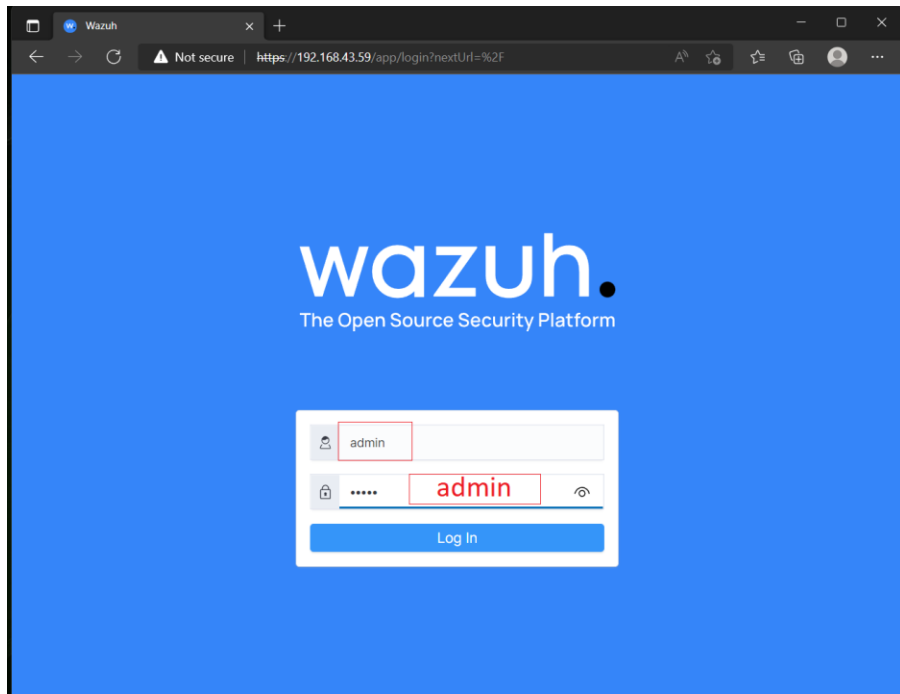 Wazuh
Not secure | https://192.168.43.59/app/login?nextUrl=%2F
wazuh.
The Open Source Security Platform
admin
••••• admin
Log In